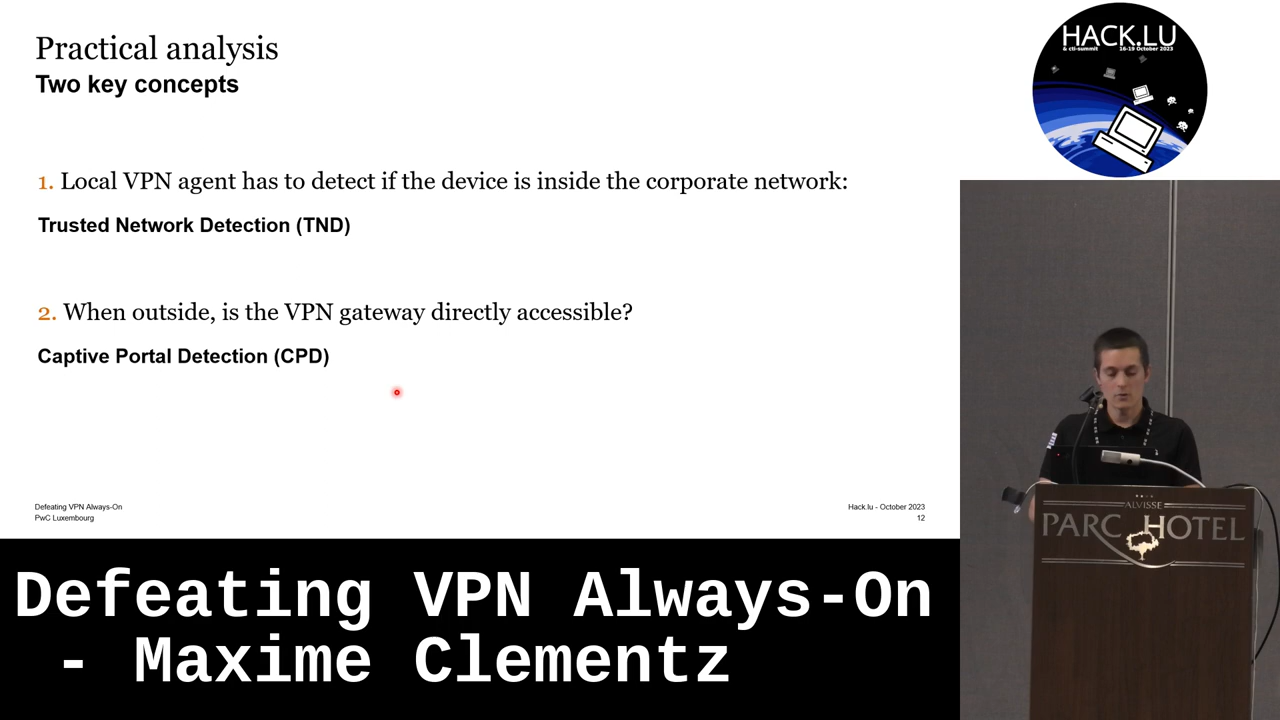 Practical analysis
Two key concepts
1. Local VPN agent has to detect if the device is inside the corporate network:
Trusted Network Detection (TND)
2. When outside, is the VPN gateway directly accessible?
Captive Portal Detection (CPD)
Defeating VPN Always-On
PwC Luxembourg
Hack.lu - October 2023
12
HACK.LU
& cti-summit 16-19 October 2023
ALVISSE
PARC HOTEL
Defeating VPN Always-On
- Maxime Clementz